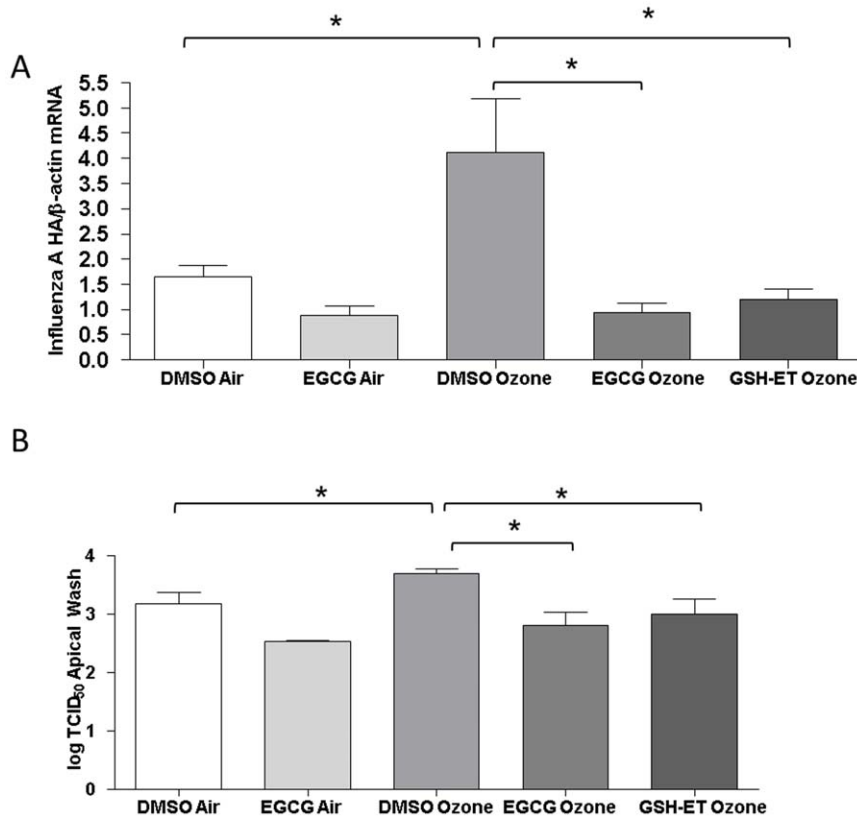 *
*
*
A
Influenza A HA/β-actin mRNA
5.5
5.0
4.5
4.0
3.5
3.0
2.5
2.0
1.5
1.0
0.5
0.0
DMSO Air
EGCG Air
DMSO Ozone
EGCG Ozone
GSH-ET Ozone
B
*
*
*
log TCID50 Apical Wash
4
3
2
1
0
DMSO Air
EGCG Air
DMSO Ozone
EGCG Ozone
GSH-ET Ozone